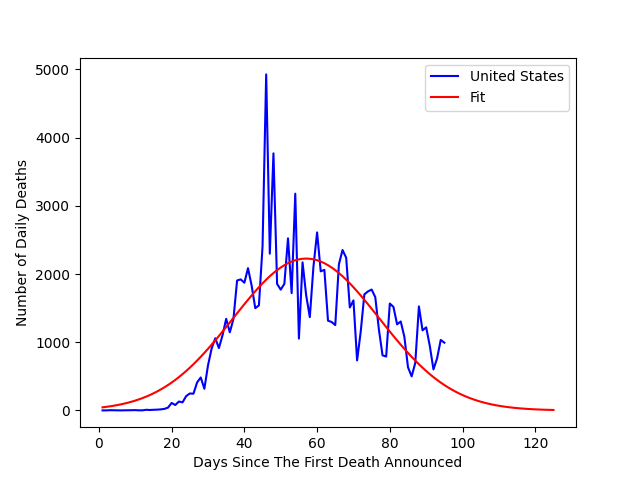 United States
Fit
5000
4000
3000
2000
1000
0
Number of Daily Deaths
0 20 40 60 80 100 120
Days Since The First Death Announced